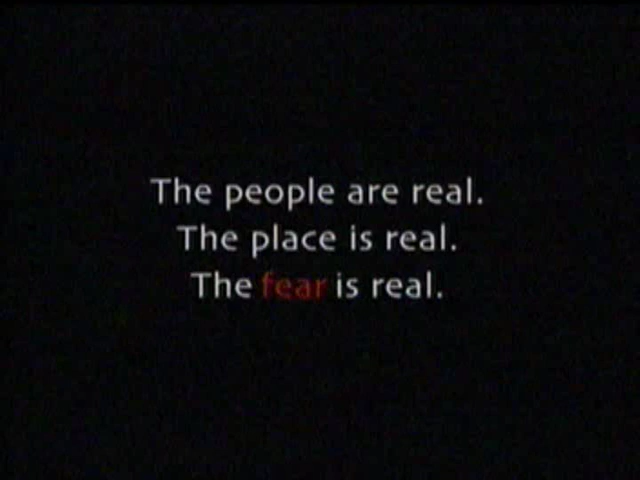 The people are real.
The place is real.
The fear is real.